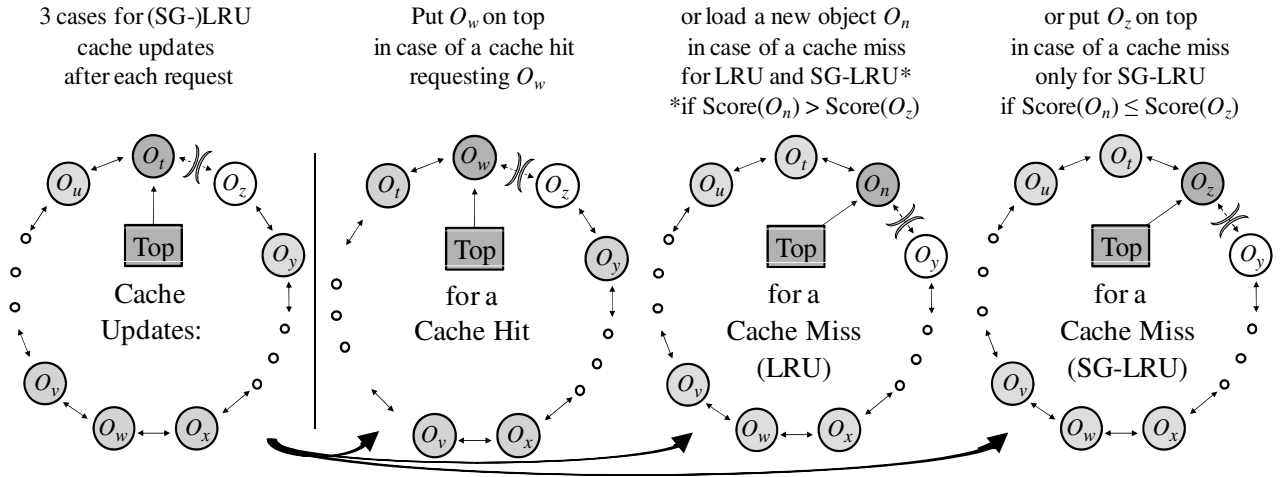 3 cases for (SG-)LRU
cache updates
after each request
Put O_w on top
in case of a cache hit
requesting O_w
or load a new object O_n
in case of a cache miss
for LRU and SG-LRU*
*if Score(O_n) > Score(O_z)
or put O_z on top
in case of a cache miss
only for SG-LRU
if Score(O_n) ≤ Score(O_z)
O_t
O_u
O_z
O_y
Top
Cache
Updates:
O_v
O_w
O_x
O_w
O_t
O_z
O_y
Top
for a
Cache Hit
O_v
O_x
O_t
O_u
O_n
O_y
Top
for a
Cache Miss
(LRU)
O_v
O_w
O_x
O_t
O_u
O_z
O_y
Top
for a
Cache Miss
(SG-LRU)
O_v
O_w
O_x